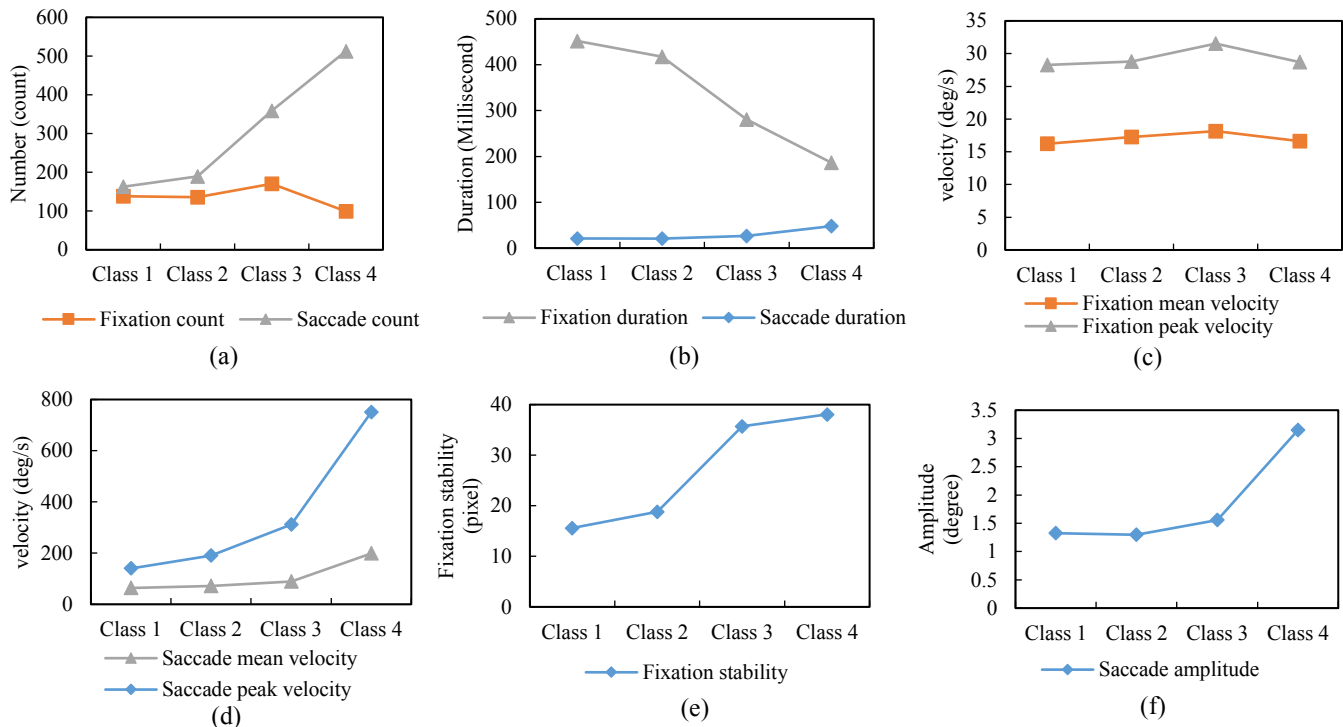 600
500
400
300
200
100
0
Number (count)
Class 1 Class 2 Class 3 Class 4
Fixation count Saccade count
(a)
500
400
300
200
100
0
Duration (Millisecond)
Class 1 Class 2 Class 3 Class 4
Fixation duration Saccade duration
(b)
35
30
25
20
15
10
5
0
velocity (deg/s)
Class 1 Class 2 Class 3 Class 4
Fixation mean velocity
Fixation peak velocity
(c)
800
600
400
200
0
velocity (deg/s)
Class 1 Class 2 Class 3 Class 4
Saccade mean velocity
Saccade peak velocity
(d)
40
30
20
10
0
Fixation stability
(pixel)
Class 1 Class 2 Class 3 Class 4
Fixation stability
(e)
3.5
3
2.5
2
1.5
1
0.5
0
Amplitude
(degree)
Class 1 Class 2 Class 3 Class 4
Saccade amplitude
(f)